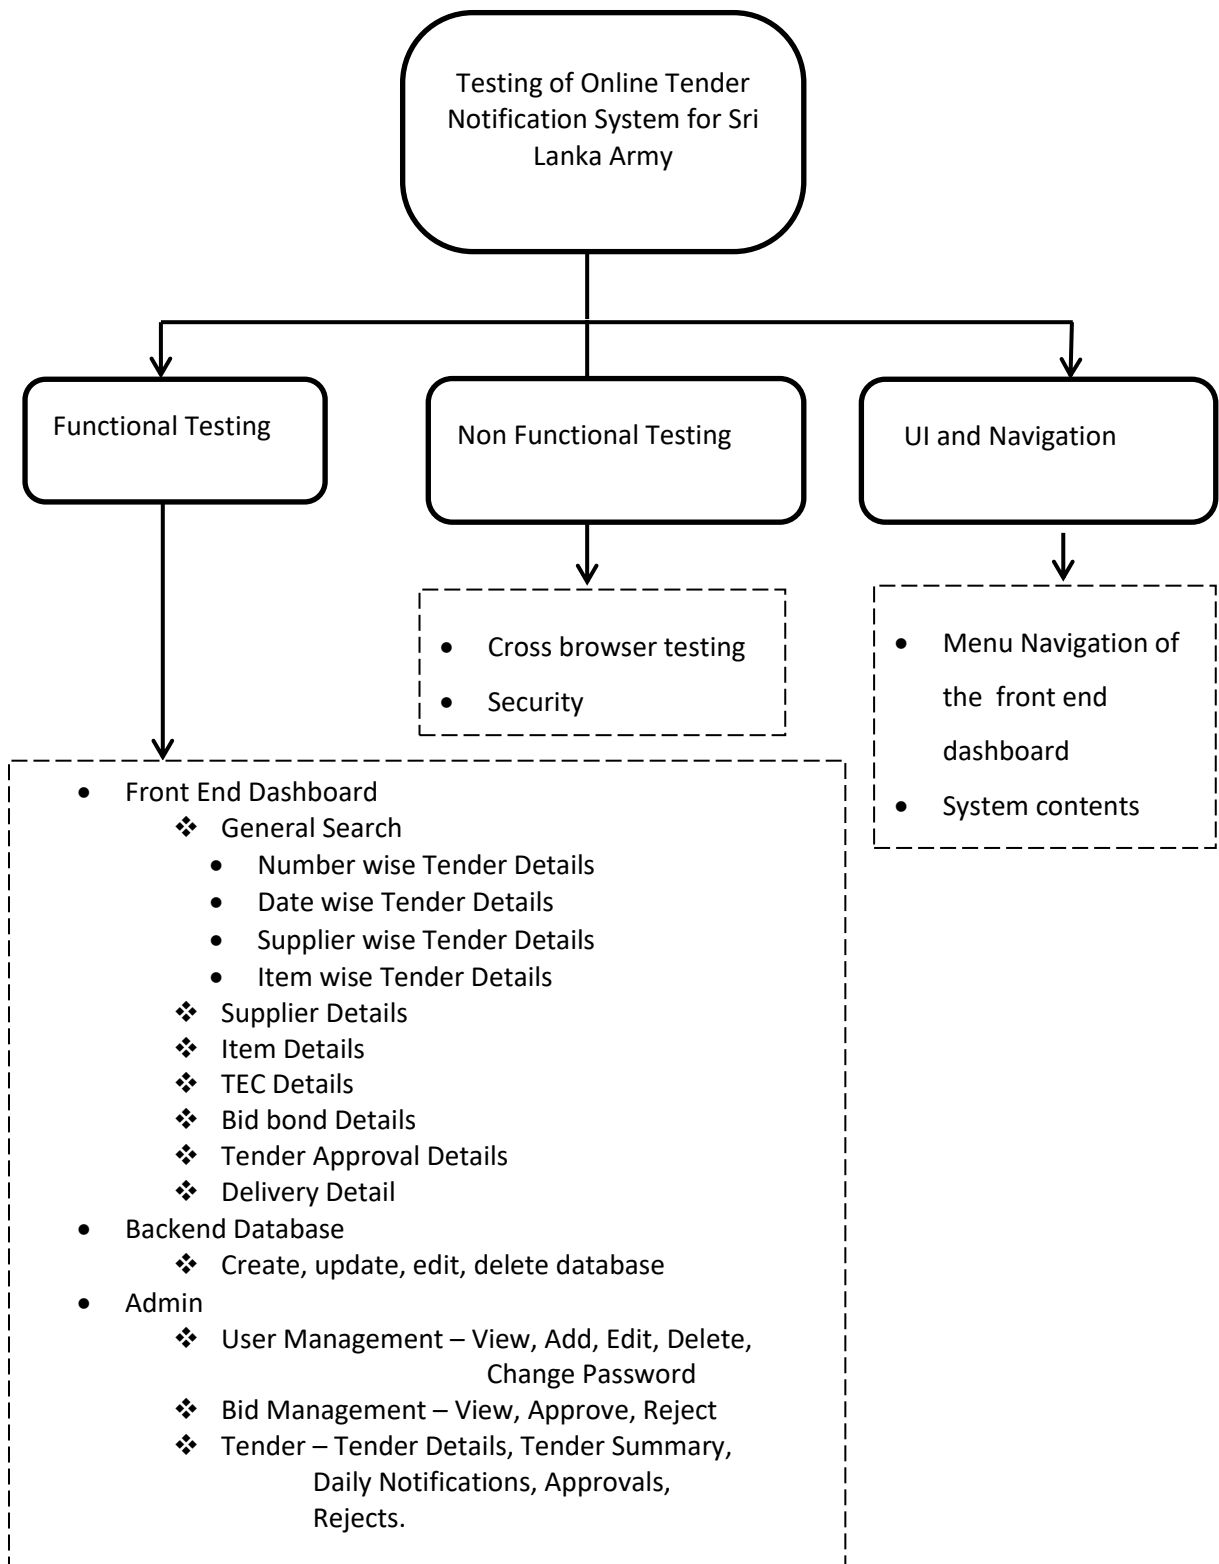 Testing of Online Tender
Notification System for Sri
Lanka Army
Functional Testing
Non Functional Testing
UI and Navigation
• Cross browser testing
• Security
• Menu Navigation of
the front end
dashboard
• System contents
• Front End Dashboard
❖ General Search
• Number wise Tender Details
• Date wise Tender Details
• Supplier wise Tender Details
• Item wise Tender Details
❖ Supplier Details
❖ Item Details
❖ TEC Details
❖ Bid bond Details
❖ Tender Approval Details
❖ Delivery Detail
• Backend Database
❖ Create, update, edit, delete database
• Admin
❖ User Management – View, Add, Edit, Delete,
Change Password
❖ Bid Management – View, Approve, Reject
❖ Tender – Tender Details, Tender Summary,
Daily Notifications, Approvals,
Rejects.